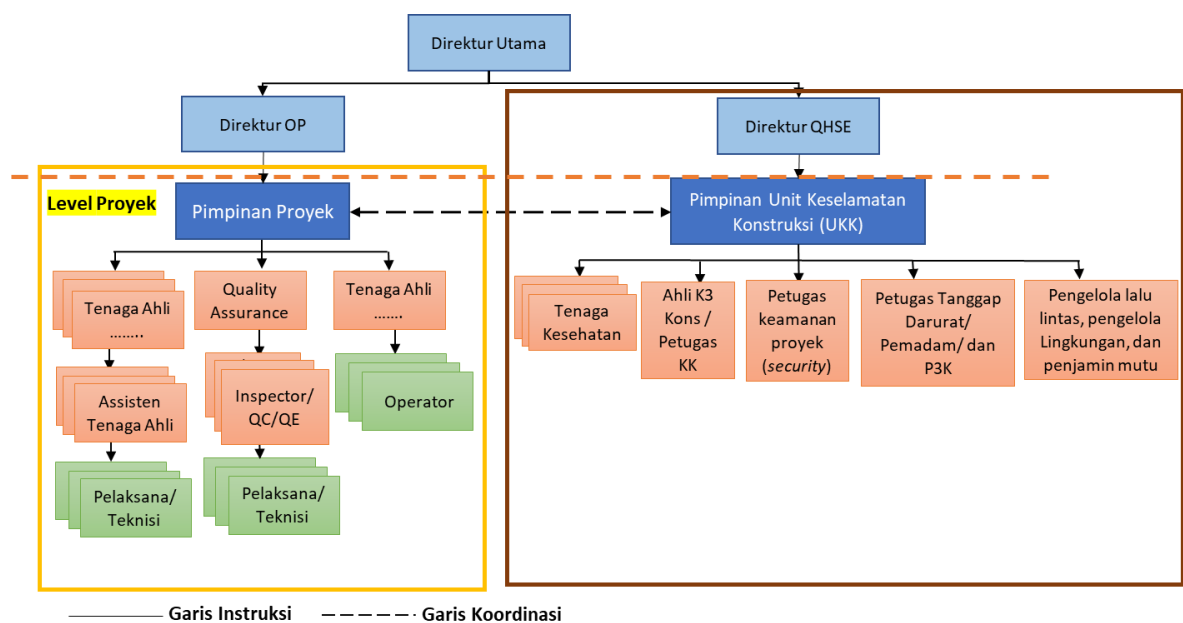 Direktur Utama
Direktur OP
Direktur QHSE
Level Proyek
Pimpinan Proyek
Pimpinan Unit Keselamatan
Konstruksi (UKK)
Tenaga Ahli
……..
Quality
Assurance
Tenaga Ahli
…….
Tenaga
Kesehatan
Ahli K3
Kons /
Petugas
KK
Petugas
keamanan
proyek
(security)
Petugas Tanggap
Darurat/
Pemadam/ dan
P3K
Pengelola lalu
lintas, pengelola
Lingkungan, dan
penjamin mutu
Assisten
Tenaga Ahli
Inspector/
QC/QE
Operator
Pelaksana/
Teknisi
Pelaksana/
Teknisi
Garis Instruksi
Garis Koordinasi